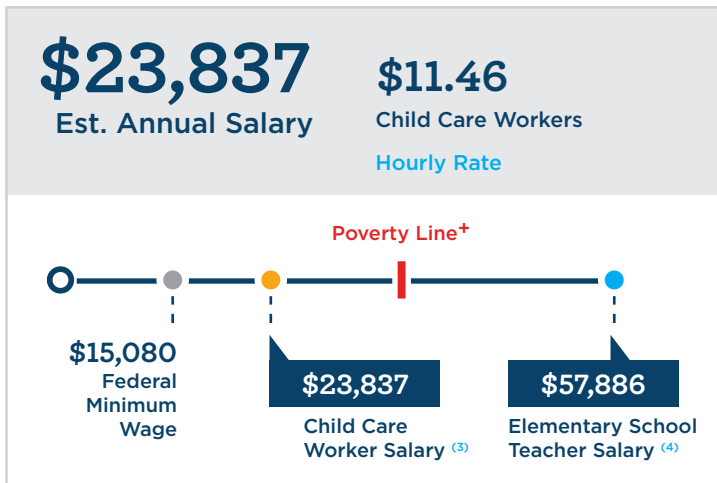 $23,837
Est. Annual Salary
$11.46
Child Care Workers
Hourly Rate
Poverty Line+
$15,080
Federal
Minimum
Wage
$23,837
Child Care
Worker Salary (3)
$57,886
Elementary School
Teacher Salary (4)